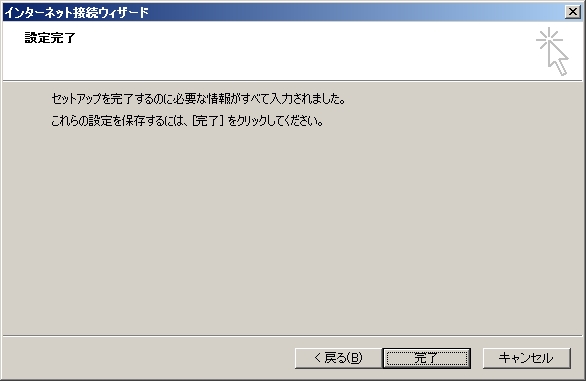 インターネット接続ウィザード
設定完了
セットアップを完了するのに必要な情報がすべて入力されました。
これらの設定を保存するには、[完了] をクリックしてください。
< 戻る(B) 完了 キャンセル